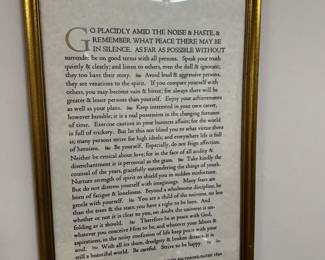 GO PLACIDLY AMID THE NOISE & HASTE, &
REMEMBER WHAT PEACE THERE MAY BE
IN SILENCE. AS FAR AS POSSIBLE WITHOUT
surrender be on good terms with all persons. Speak your truth
quietly & clearly; and listen to others, even the dull & ignorant;
they too have their story. Avoid loud & aggressive persons,
they are vexations to the spirit. If you compare yourself with
others, you may become vain & bitter; for always there will be
greater & lesser persons than yourself. Enjoy your achievements
as well as your plans. Keep interested in your own career,
however humble; it is a real possession in the changing fortunes
of time. Exercise caution in your business affairs; for the world
is full of trickery. But let this not blind you to what virtue there
is; many persons strive for high ideals; and everywhere life is full
of heroism. Be yourself. Especially, do not feign affection.
Neither be cynical about love; for in the face of all aridity &
disenchantment it is perennial as the grass. Take kindly the
counsel of the years, gracefully surrendering the things of youth.
Nurture strength of spirit to shield you in sudden misfortune.
But do not distress yourself with imaginings. Many fears are
born of fatigue & loneliness. Beyond a wholesome discipline, be
gentle with yourself. You are a child of the universe, no less
than the trees & the stars; you have a right to be here. And
whether or not it is clear to you, no doubt the universe is un-
folding as it should. Therefore be at peace with God,
whatever you conceive Him to be, and whatever your labors &
aspirations, in the noisy confusion of life keep peace with your
soul. With all its sham, drudgery & broken dreams, it is
still a beautiful world. Be careful. Strive to be happy.
BALTIMORE DATED